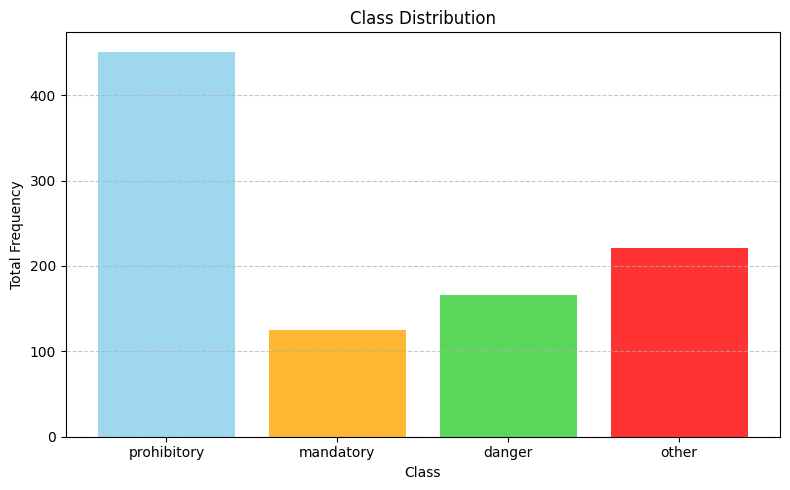 Class Distribution
Total Frequency
400
300
200
100
0
prohibitory mandatory danger other
Class